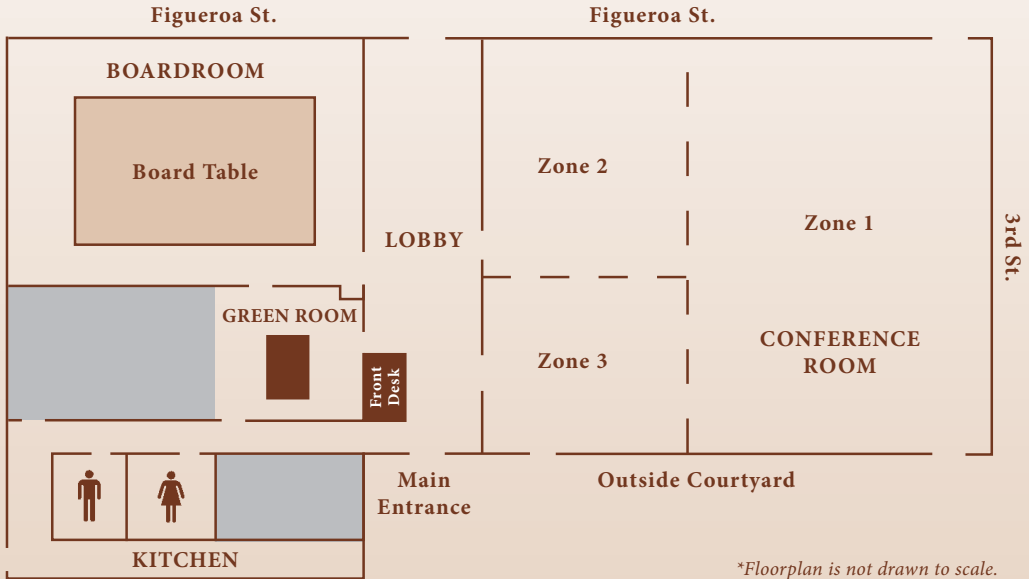 Figueroa St.
Figueroa St.
BOARDROOM
Board Table
Zone 2
Zone 1
LOBBY
3rd St.
GREEN ROOM
CONFERENCE
ROOM
Zone 3
Front
Desk
Main
Entrance
Outside Courtyard
KITCHEN
*Floorplan is not drawn to scale.